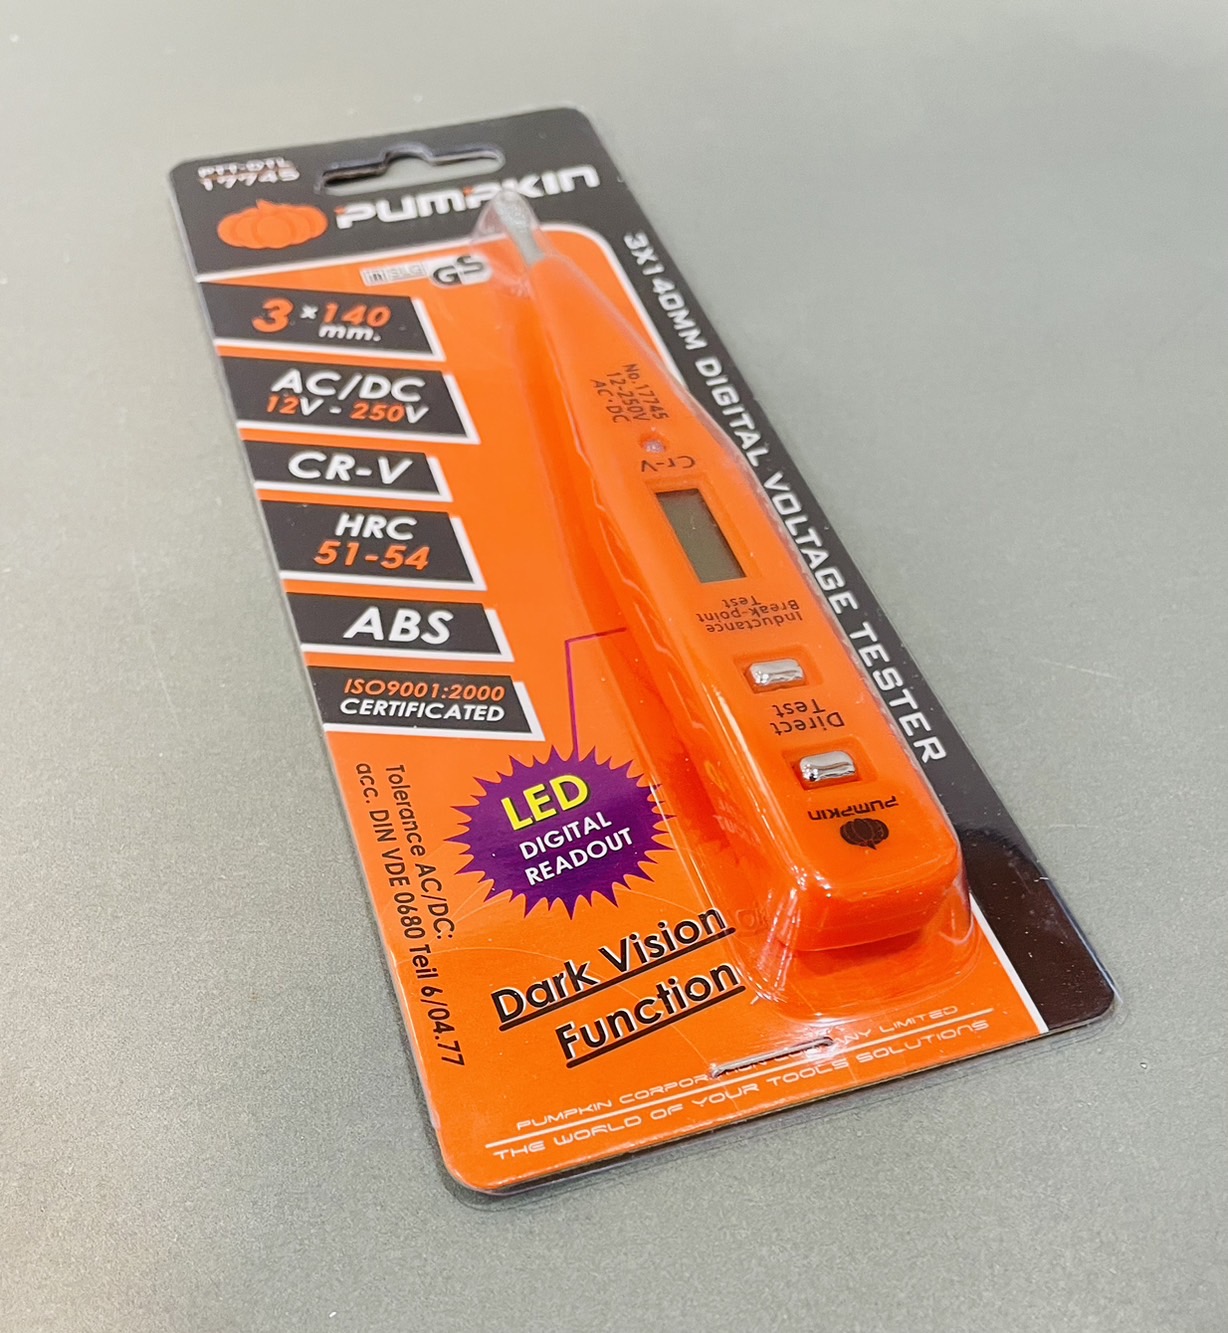 PTT-D1L
17745
PUMPKIN
GS
3X140MM DIGITAL VOLTAGE TESTER
3 x 140
mm.
AC/DC
12V - 250V
CR-V
HRC
51-54
ABS
ISO9001:2000
CERTIFICATED
Tolerance AC/DC:
acc. DIN VDE 0680 Teil 6/04.77
LED
DIGITAL
READOUT
Dark Vision
Function
No.17745
12-250V
AC·DC
Cr-V
Inductance
Break-point
Test
Direct
Test
PUMPKIN
PUMPKIN CORPORATION COMPANY LIMITED
THE WORLD OF YOUR TOOLS SOLUTIONS